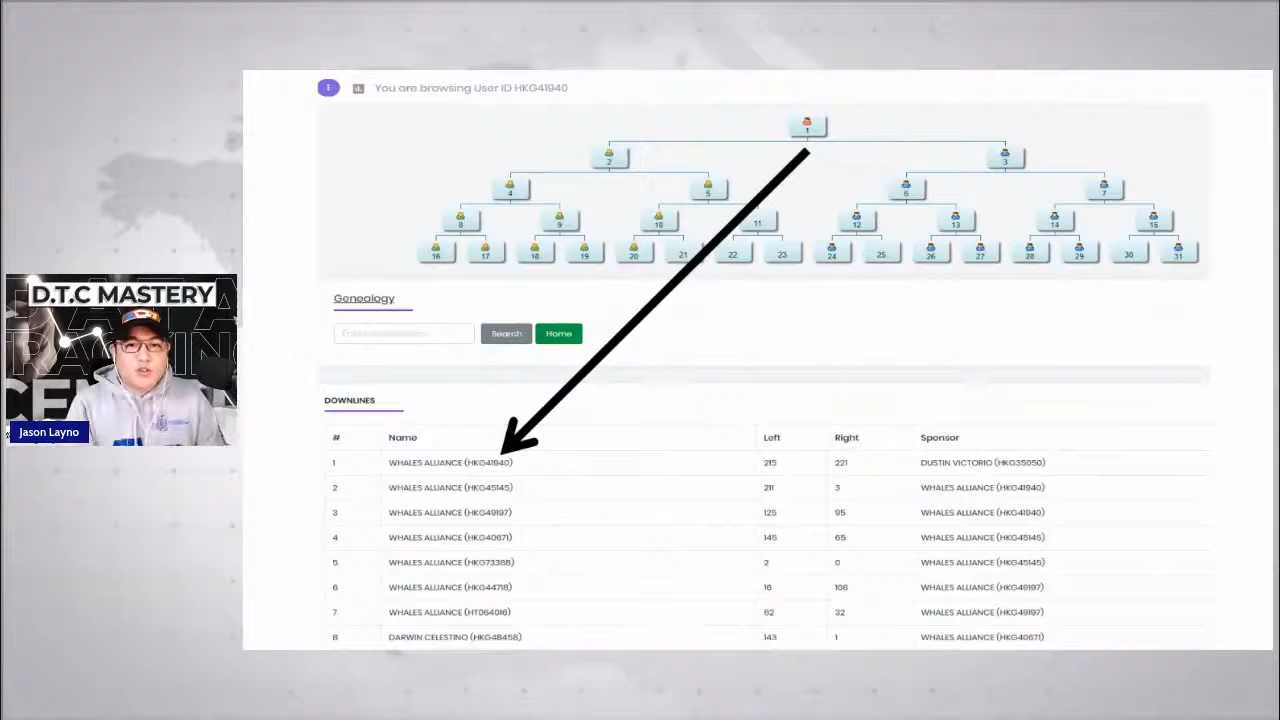 You are browsing User ID HKG41940
1
2
3
4
5
6
7
8
9
10
11
12
13
14
15
16
17
18
19
20
21
22
23
24
25
26
27
28
29
30
31
Genealogy
Search
Home
DOWNLINES
# Name Left Right Sponsor
1 WHALES ALLIANCE (HKG41940) 215 221 DUSTIN VICTORIO (HKG35050)
2 WHALES ALLIANCE (HKG45145) 211 3 WHALES ALLIANCE (HKG41940)
3 WHALES ALLIANCE (HKG49197) 125 95 WHALES ALLIANCE (HKG41940)
4 WHALES ALLIANCE (HKG40671) 145 65 WHALES ALLIANCE (HKG45145)
5 WHALES ALLIANCE (HKG73388) 2 0 WHALES ALLIANCE (HKG45145)
6 WHALES ALLIANCE (HKG44718) 16 108 WHALES ALLIANCE (HKG49197)
7 WHALES ALLIANCE (HT064016) 62 32 WHALES ALLIANCE (HKG49197)
8 DARWIN CELESTINO (HKG48458) 143 1 WHALES ALLIANCE (HKG40671)
D.T.C MASTERY
Jason Layno